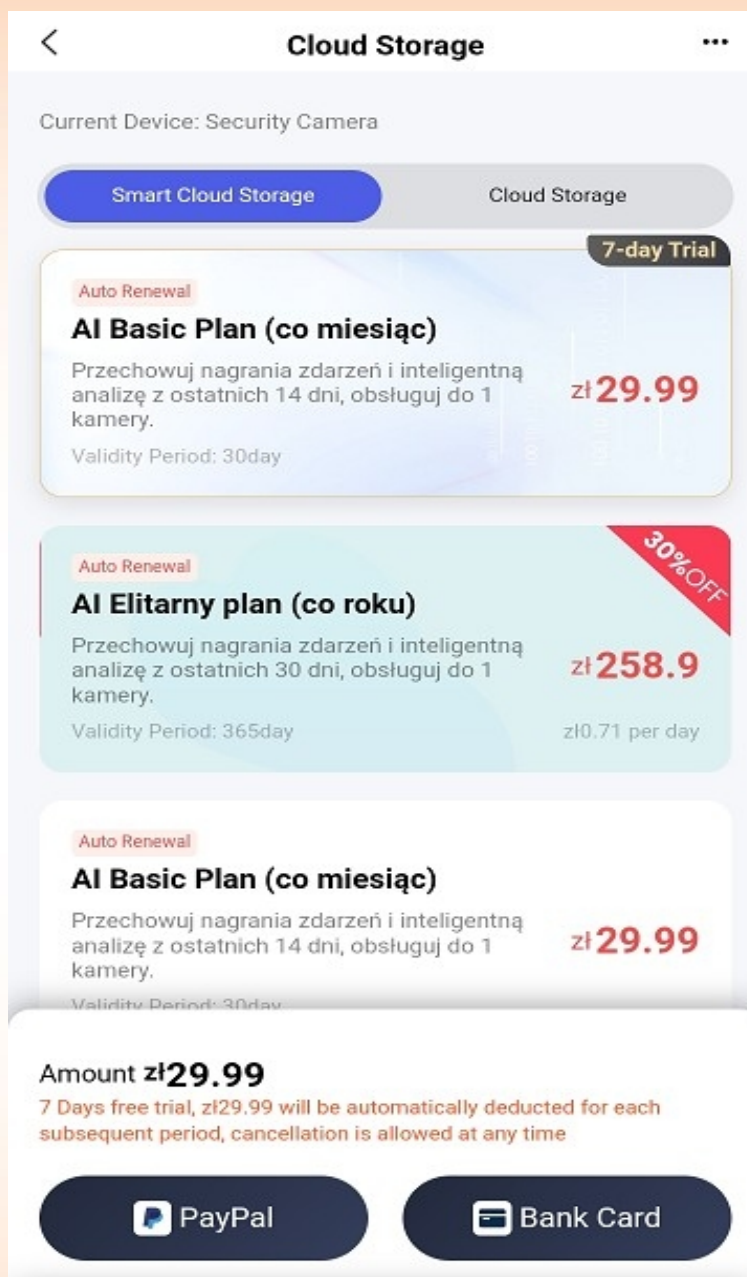 Cloud Storage
Current Device: Security Camera
Smart Cloud Storage
Cloud Storage
7-day Trial
Auto Renewal
AI Basic Plan (co miesiąc)
Przechowuj nagrania zdarzeń i inteligentną
analizę z ostatnich 14 dni, obsługuj do 1
kamery.
zł29.99
Validity Period: 30day
30%OFF
Auto Renewal
AI Elitarny plan (co roku)
Przechowuj nagrania zdarzeń i inteligentną
analizę z ostatnich 30 dni, obsługuj do 1
kamery.
zł258.9
Validity Period: 365day
zł0.71 per day
Auto Renewal
AI Basic Plan (co miesiąc)
Przechowuj nagrania zdarzeń i inteligentną
analizę z ostatnich 14 dni, obsługuj do 1
kamery.
zł29.99
Validity Period: 30day
Amount zł29.99
7 Days free trial, zł29.99 will be automatically deducted for each
subsequent period, cancellation is allowed at any time
PayPal
Bank Card